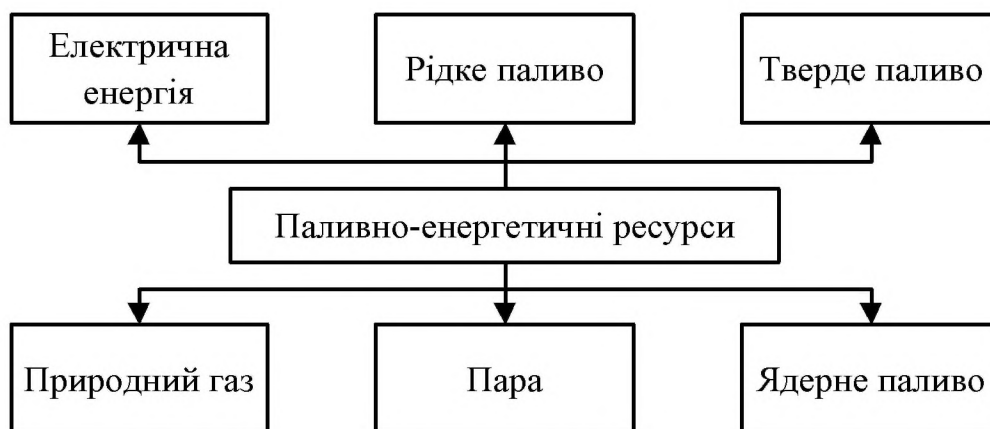 Електрична
енергія
Рідке паливо
Тверде паливо
Паливно-енергетичні ресурси
Природний газ
Пара
Ядерне паливо